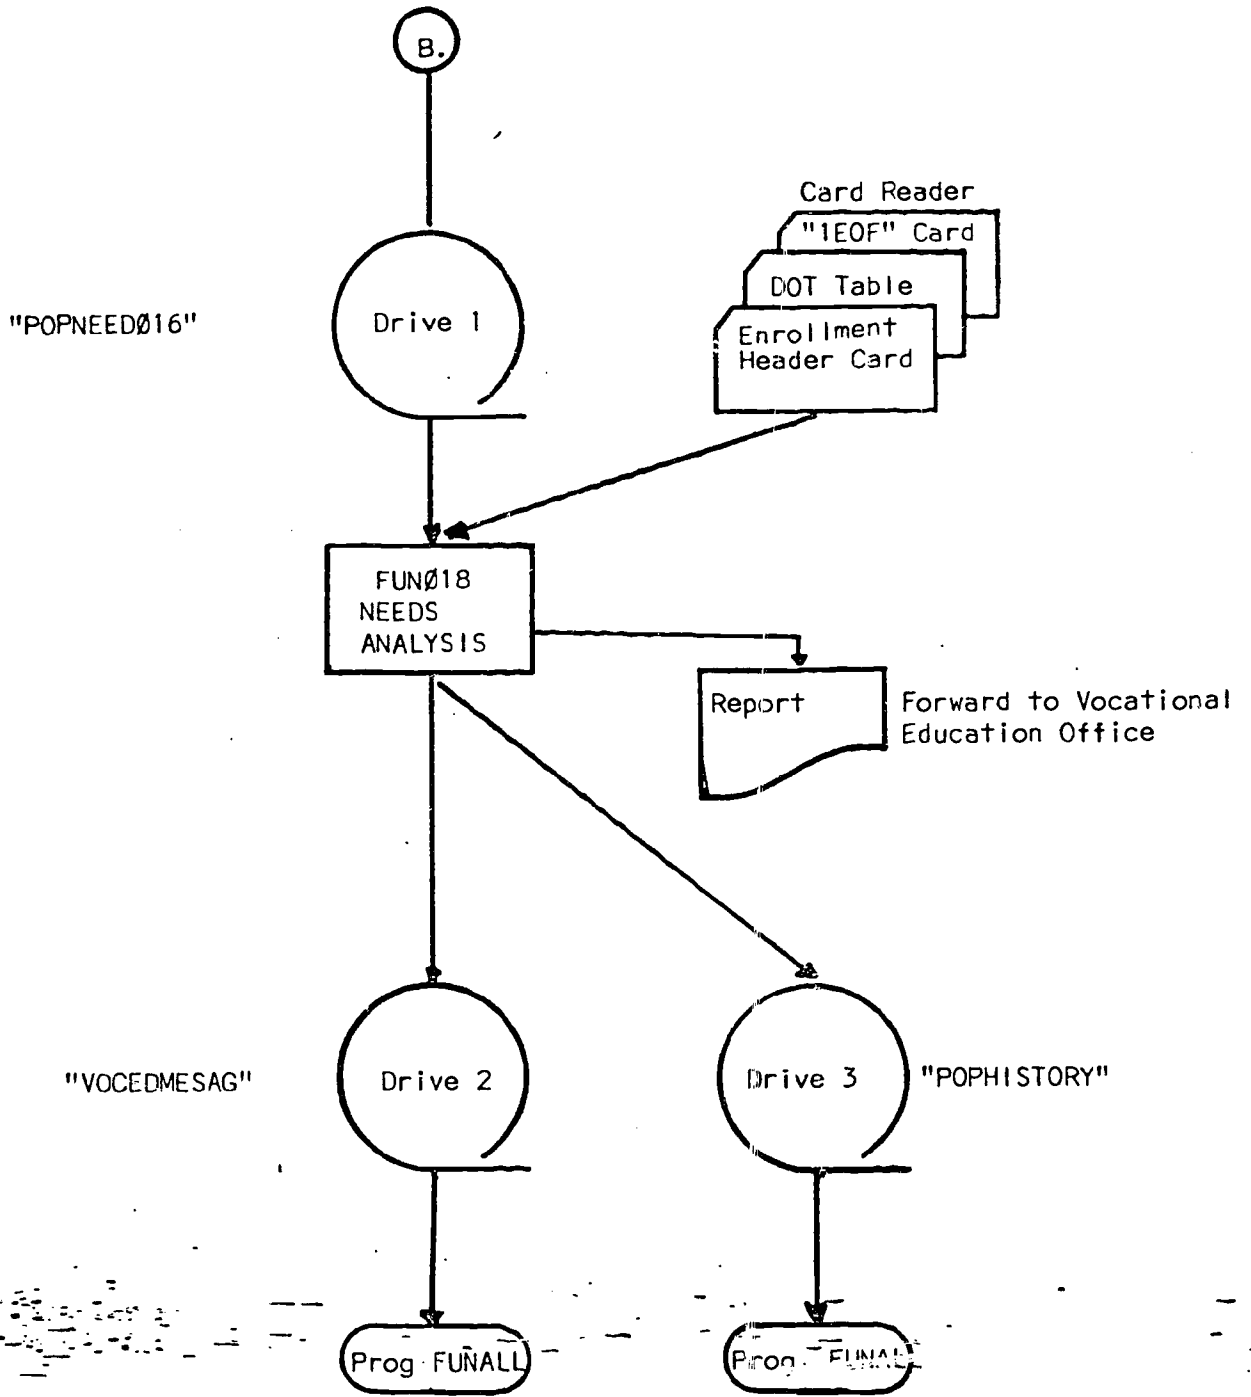 B.
Card Reader
"1EOF" Card
DOT Table
Enrollment
Header Card
"POPNEEDØ16"
Drive 1
FUNØ18
NEEDS
ANALYSIS
Report
Forward to Vocational
Education Office
"VOCEDMESAG"
Drive 2
Drive 3
"POPHISTORY"
Prog FUNALL
Prog